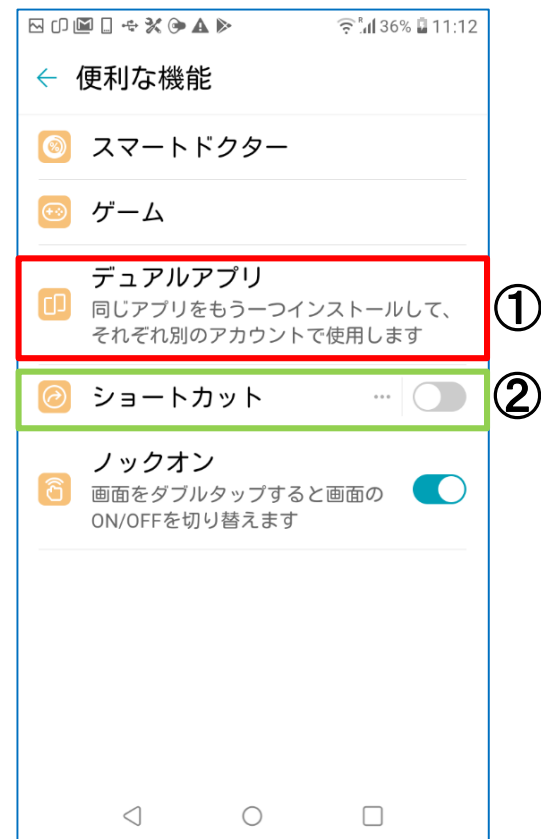 36% 11:12
← 便利な機能
スマートドクター
ゲーム
デュアルアプリ
同じアプリをもう一つインストールして、
それぞれ別のアカウントで使用します
①
ショートカット …
②
ノックオン
画面をダブルタップすると画面の
ON/OFFを切り替えます